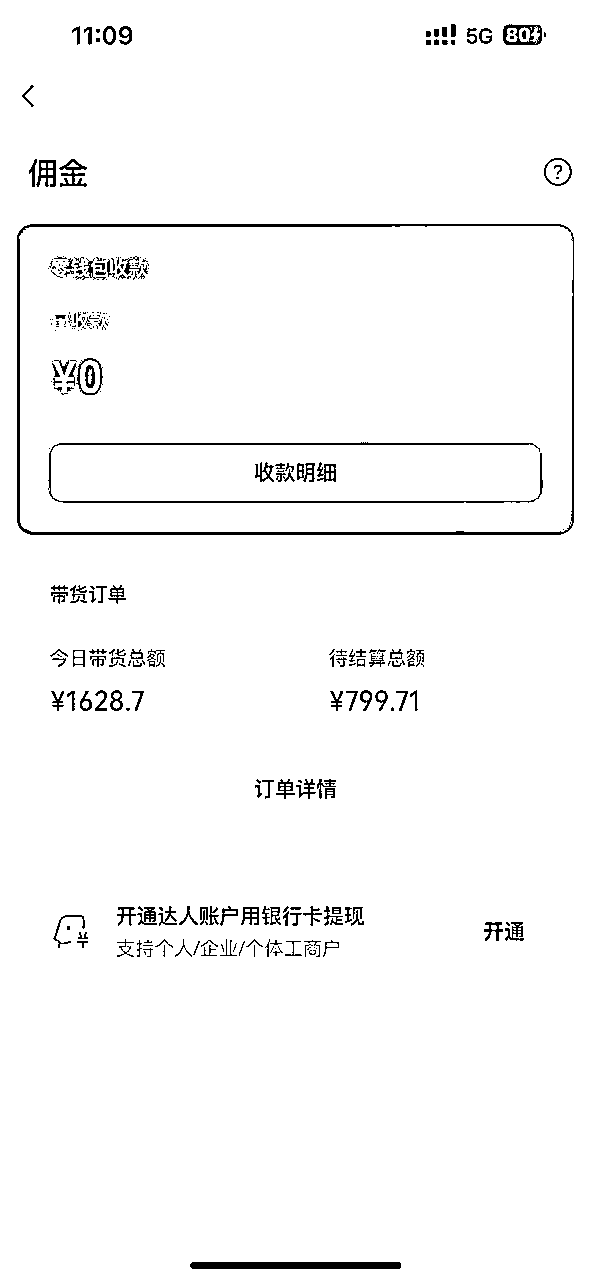 11:09
5G 80
佣金
?
零钱包收款
已收款
¥0
收款明细
带货订单
今日带货总额 待结算总额
¥1628.7 ¥799.71
订单详情
开通达人账户用银行卡提现
支持个人/企业/个体工商户
开通